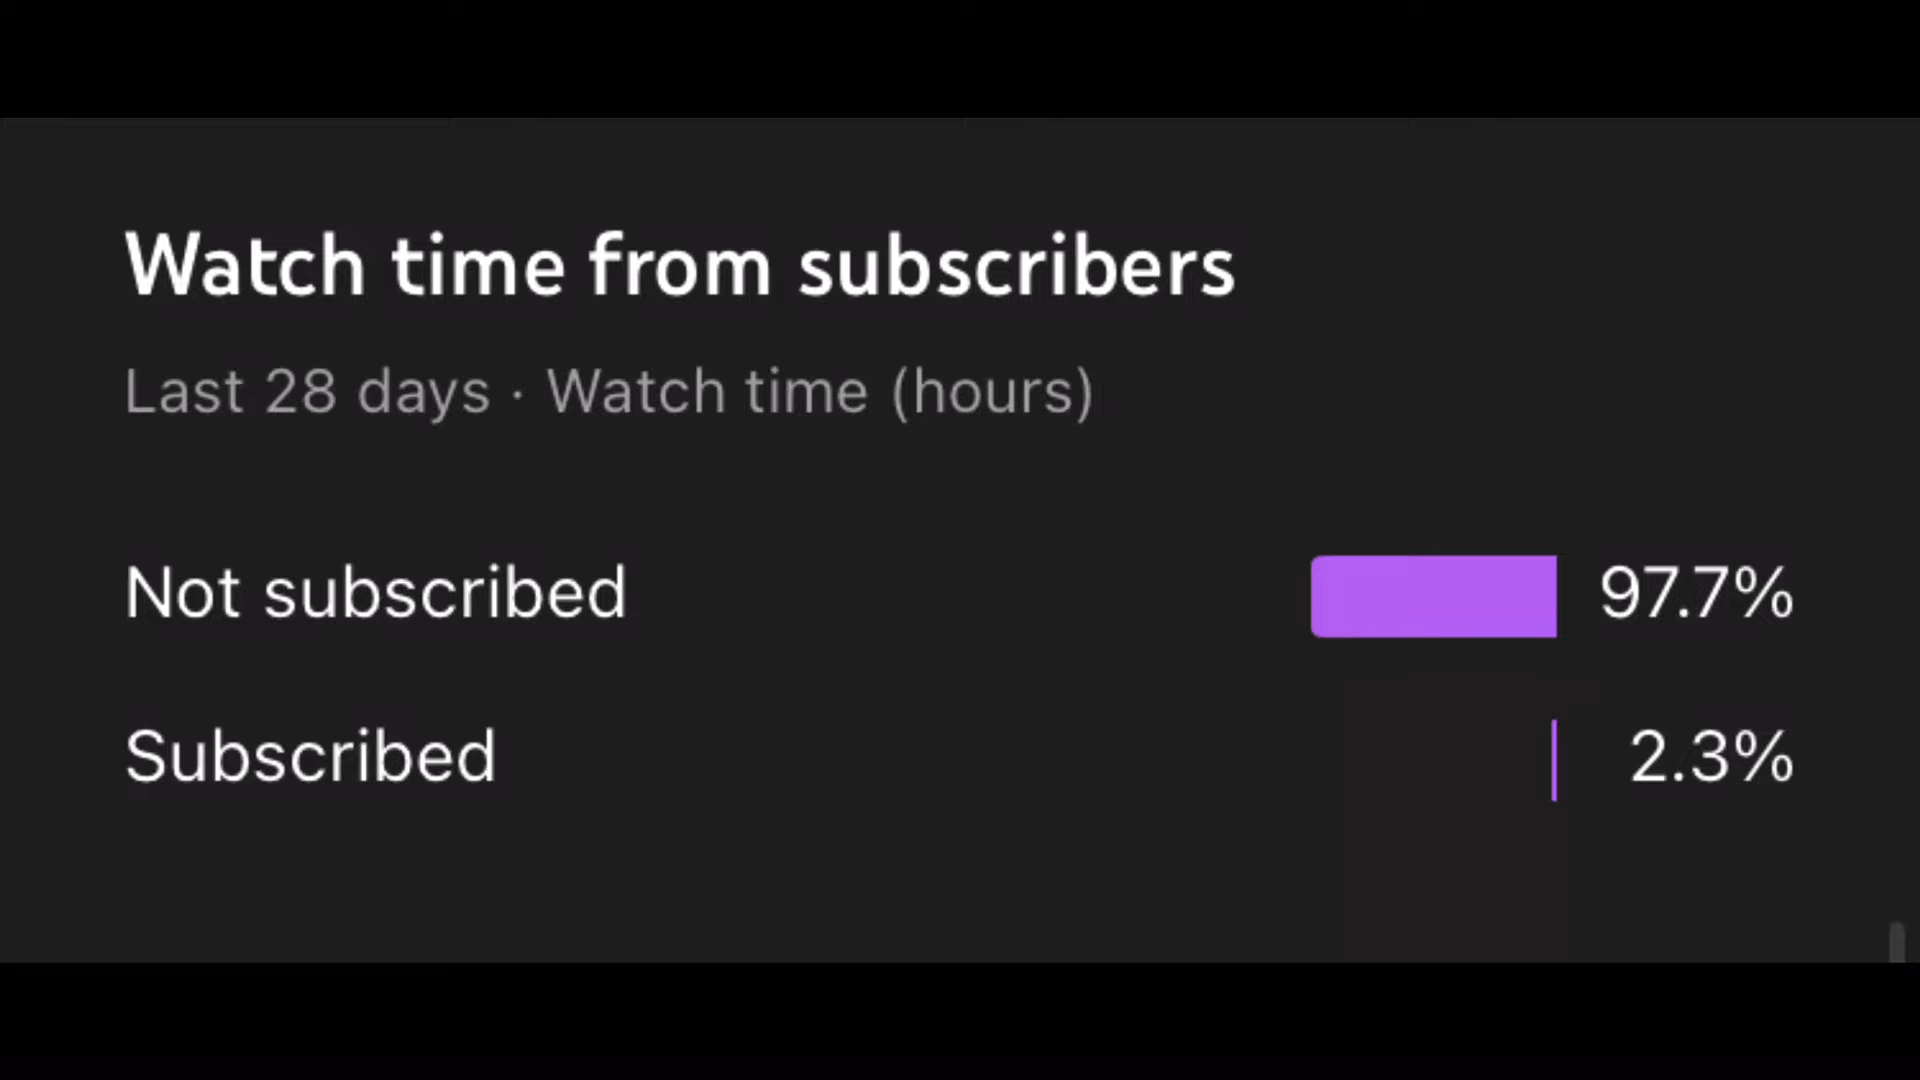 Watch time from subscribers
Last 28 days · Watch time (hours)
Not subscribed 97.7%
Subscribed 2.3%